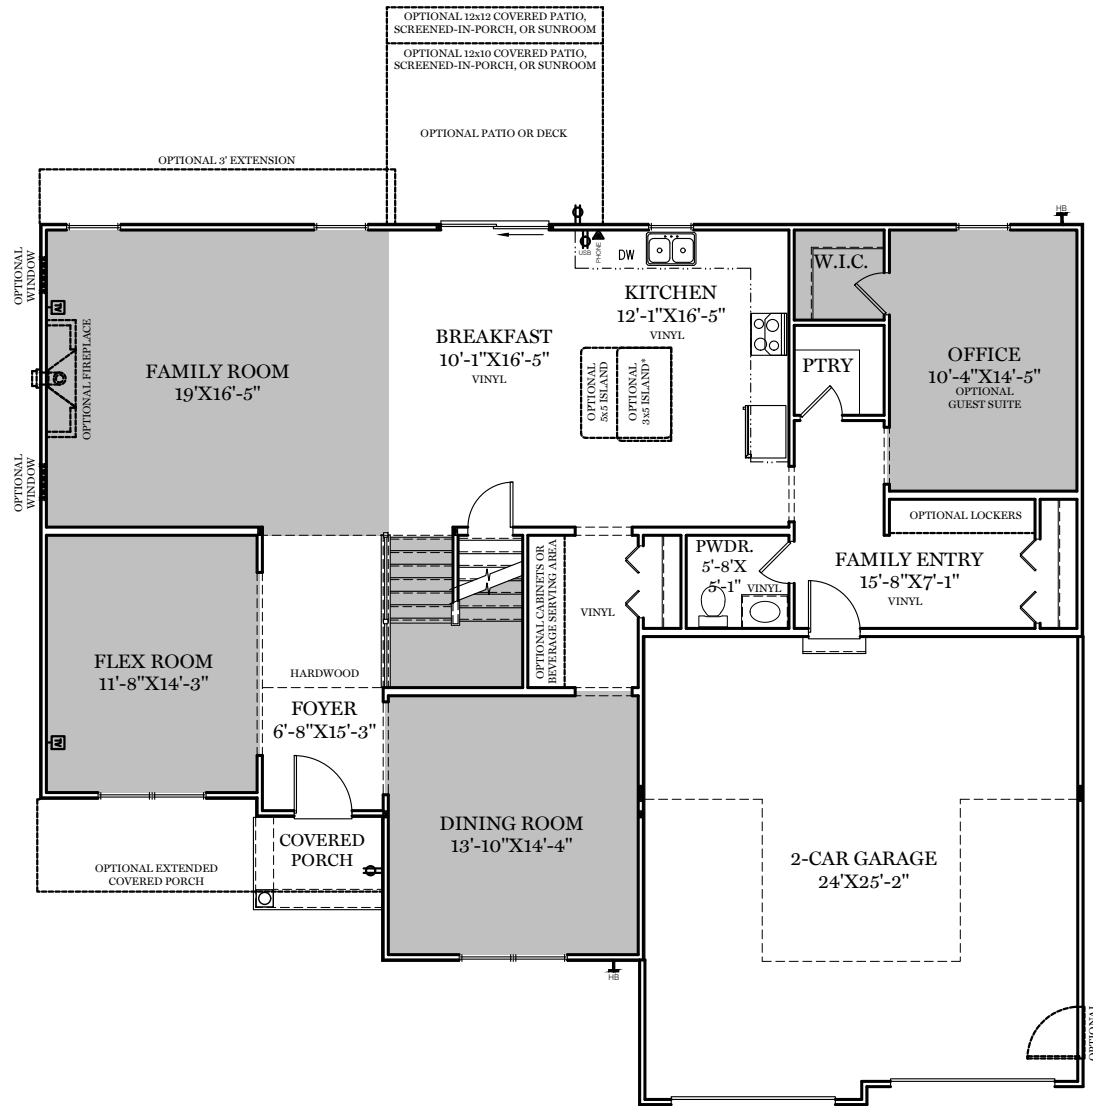 OPTIONAL 12x12 COVERED PATIO,
SCREENED-IN-PORCH, OR SUNROOM
OPTIONAL 12x10 COVERED PATIO,
SCREENED-IN-PORCH, OR SUNROOM
OPTIONAL PATIO OR DECK
OPTIONAL 3' EXTENSION
HB
OPTIONAL
WINDOW
TV
OPTIONAL FIREPLACE
OPTIONAL
WINDOW
FAMILY ROOM
19'X16'-5"
BREAKFAST
10'-1"X16'-5"
VINYL
USB
PHONE
DW
KITCHEN
12'-1"X16'-5"
VINYL
OPTIONAL
5x5 ISLAND
OPTIONAL
3x5 ISLAND*
W.I.C.
PTRY
OFFICE
10'-4"X14'-5"
OPTIONAL
GUEST SUITE
OPTIONAL LOCKERS
FAMILY ENTRY
15'-8"X7'-1"
VINYL
PWDR.
5'-8"X
5'-1"
VINYL
OPTIONAL CABINETS OR
BEVERAGE SERVING AREA
VINYL
FLEX ROOM
11'-8"X14'-3"
TV
HARDWOOD
FOYER
6'-8"X15'-3"
COVERED
PORCH
OPTIONAL EXTENDED
COVERED PORCH
DINING ROOM
13'-10"X14'-4"
HB
2-CAR GARAGE
24'X25'-2"
OPTIONAL